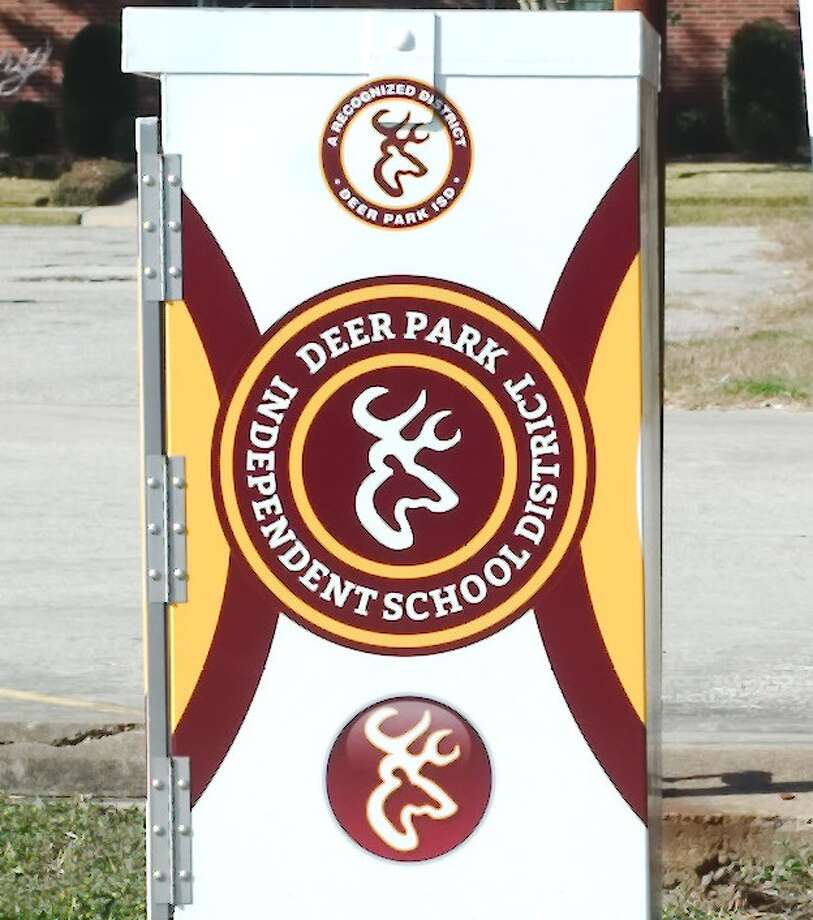 A RECOGNIZED DISTRICT
• DEER PARK ISD •
DEER PARK
INDEPENDENT SCHOOL DISTRICT